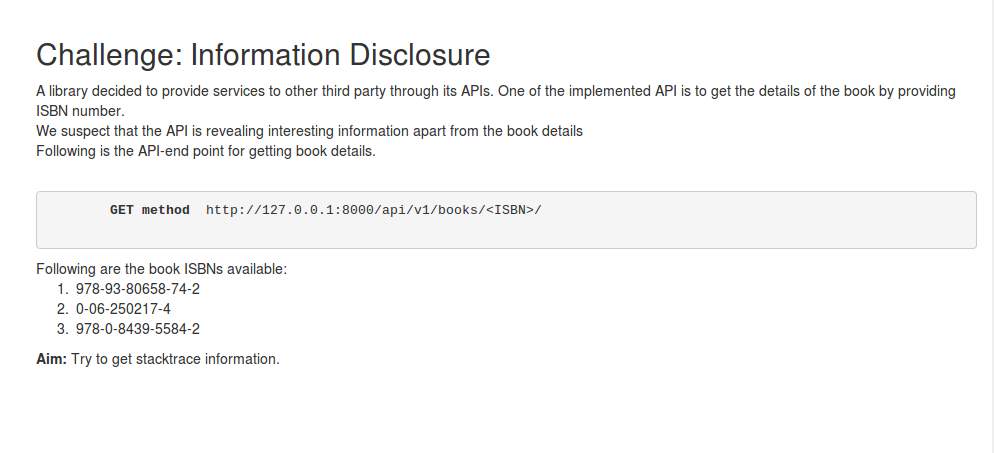 Challenge: Information Disclosure
A library decided to provide services to other third party through its APIs. One of the implemented API is to get the details of the book by providing
ISBN number.
We suspect that the API is revealing interesting information apart from the book details
Following is the API-end point for getting book details.
GET method  http://127.0.0.1:8000/api/v1/books/<ISBN>/
Following are the book ISBNs available:
1. 978-93-80658-74-2
2. 0-06-250217-4
3. 978-0-8439-5584-2
Aim: Try to get stacktrace information.